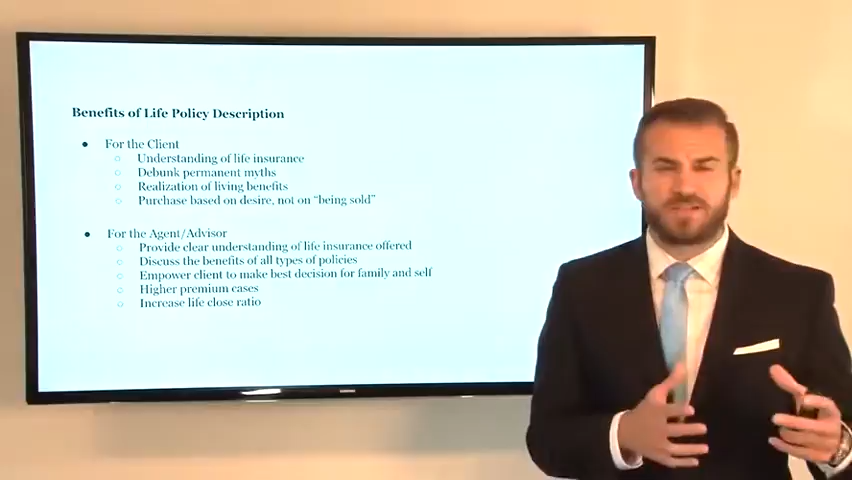 Benefits of Life Policy Description
● For the Client
○ Understanding of life insurance
○ Debunk permanent myths
○ Realization of living benefits
○ Purchase based on desire, not on “being sold”
● For the Agent/Advisor
○ Provide clear understanding of life insurance offered
○ Discuss the benefits of all types of policies
○ Empower client to make best decision for family and self
○ Higher premium cases
○ Increase life close ratio